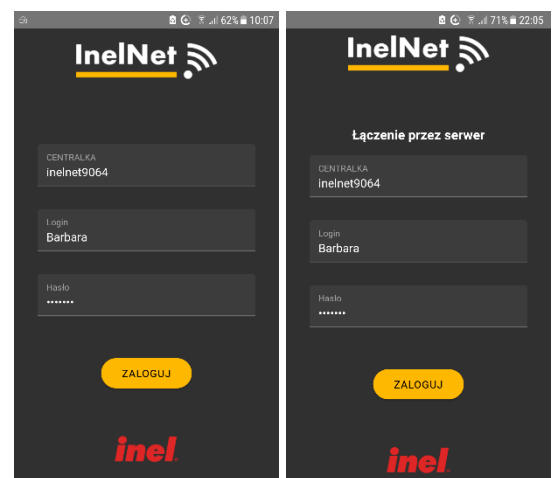 62% 10:07
InelNet
CENTRALKA
inelnet9064
Login
Barbara
Hasło
•••••••
ZALOGUJ
inel
71% 22:05
InelNet
Łączenie przez serwer
CENTRALKA
inelnet9064
Login
Barbara
Hasło
•••••••
ZALOGUJ
inel